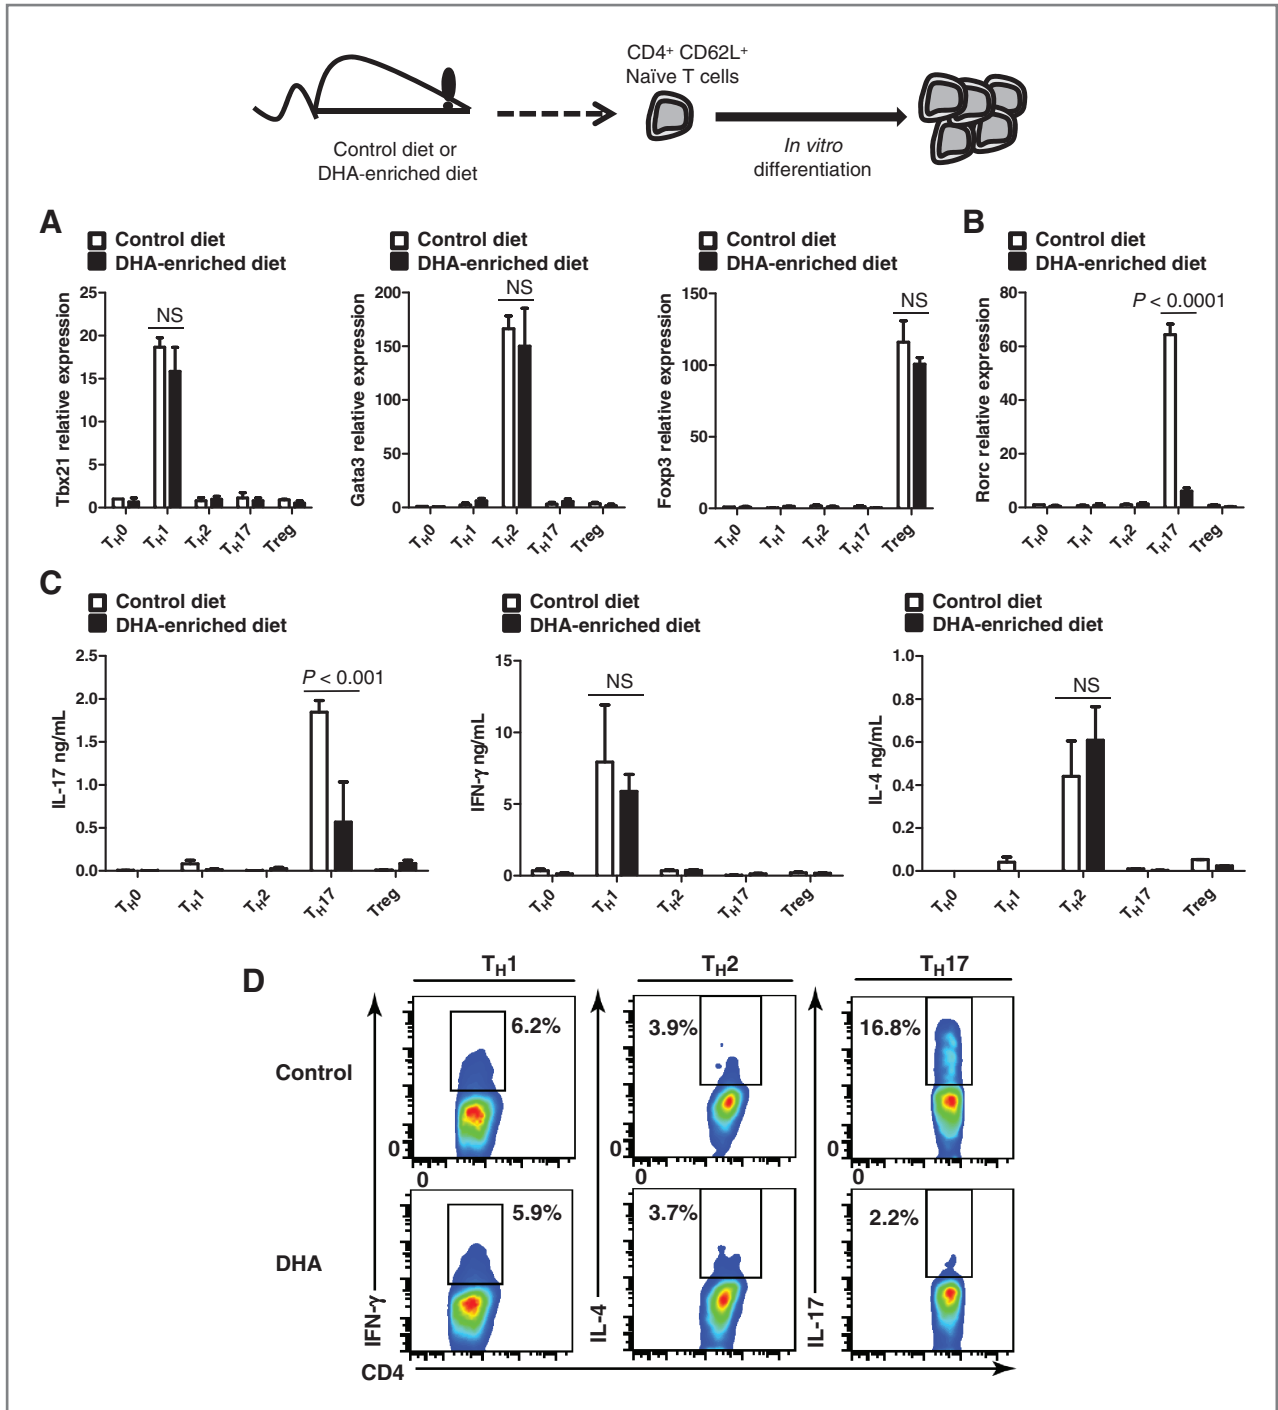 CD4+ CD62L+
Naïve T cells
Control diet or
DHA-enriched diet
In vitro
differentiation
A
Control diet
DHA-enriched diet
Tbx21 relative expression
25
20
15
10
5
0
NS
TH0
TH1
TH2
TH17
Treg
Control diet
DHA-enriched diet
Gata3 relative expression
200
150
100
50
0
NS
TH0
TH1
TH2
TH17
Treg
Control diet
DHA-enriched diet
Foxp3 relative expression
150
100
50
0
NS
TH0
TH1
TH2
TH17
Treg
B
Control diet
DHA-enriched diet
Rorc relative expression
80
60
40
20
0
P < 0.0001
TH0
TH1
TH2
TH17
Treg
C
Control diet
DHA-enriched diet
IL-17 ng/mL
2.5
2.0
1.5
1.0
0.5
0.0
P < 0.001
TH0
TH1
TH2
TH17
Treg
Control diet
DHA-enriched diet
IFN-γ ng/mL
15
10
5
0
NS
TH0
TH1
TH2
TH17
Treg
Control diet
DHA-enriched diet
IL-4 ng/mL
1.0
0.8
0.6
0.4
0.2
0.0
NS
TH0
TH1
TH2
TH17
Treg
D
TH1
TH2
TH17
Control
6.2%
3.9%
16.8%
0
0
0
0
0
0
DHA
5.9%
3.7%
2.2%
IFN-γ
IL-4
IL-17
CD4